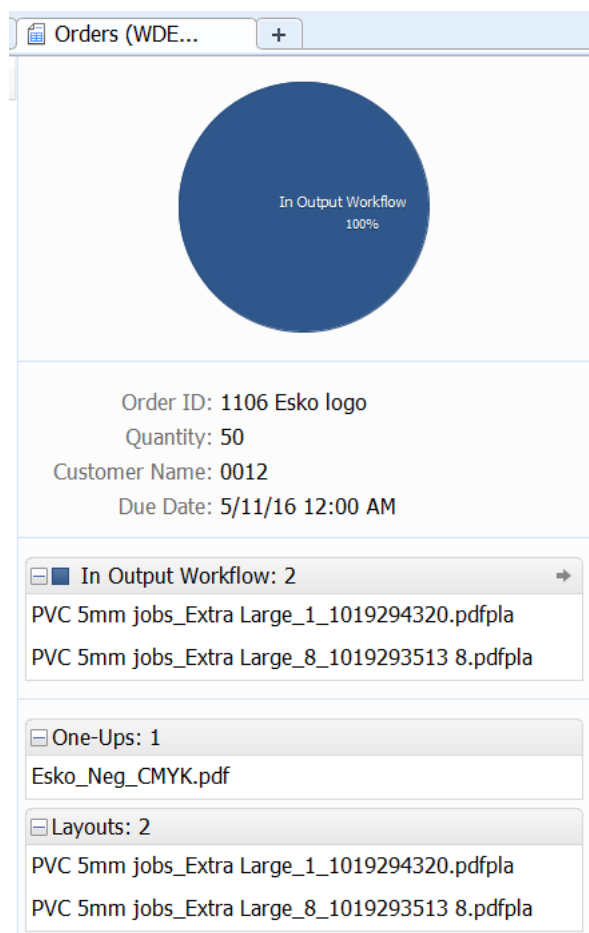 Orders (WDE...
+
In Output Workflow
100%
Order ID: 1106 Esko logo
Quantity: 50
Customer Name: 0012
Due Date: 5/11/16 12:00 AM
In Output Workflow: 2
PVC 5mm jobs_Extra Large_1_1019294320.pdfpla
PVC 5mm jobs_Extra Large_8_1019293513 8.pdfpla
One-Ups: 1
Esko_Neg_CMYK.pdf
Layouts: 2
PVC 5mm jobs_Extra Large_1_1019294320.pdfpla
PVC 5mm jobs_Extra Large_8_1019293513 8.pdfpla